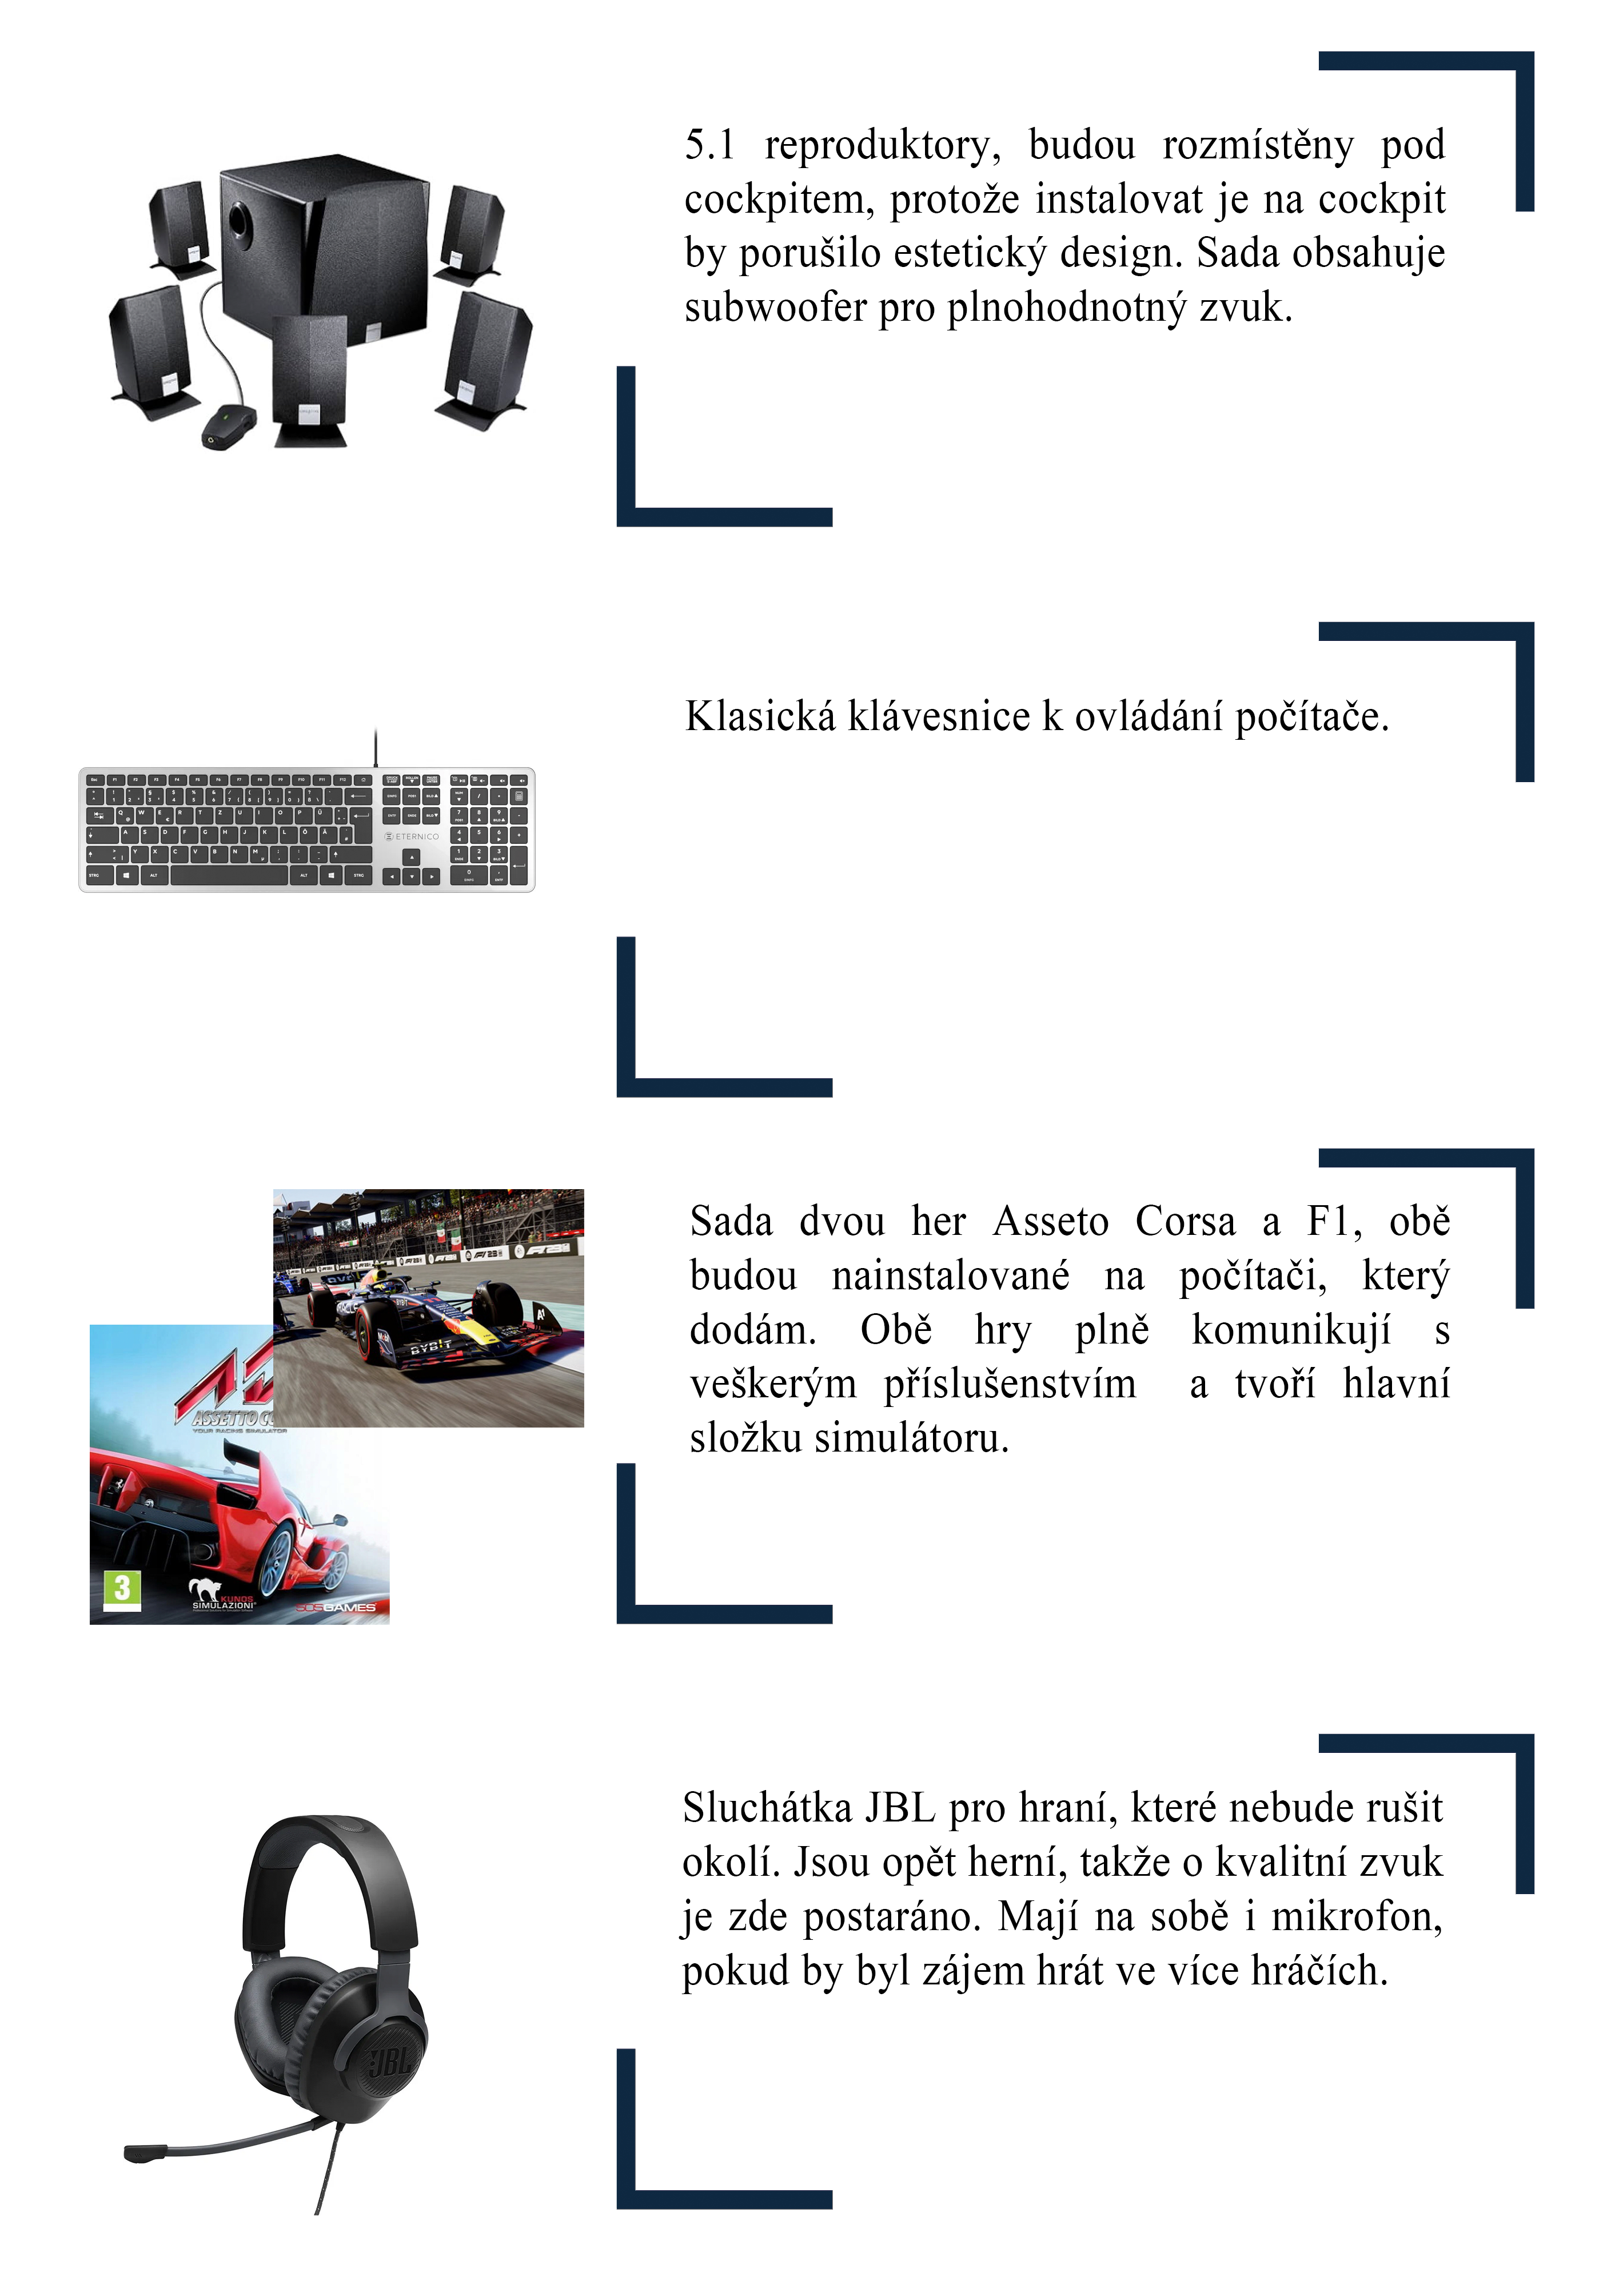 5.1 reproduktory, budou rozmístěny pod
cockpitem, protože instalovat je na cockpit
by porušilo estetický design. Sada obsahuje
subwoofer pro plnohodnotný zvuk.
Klasická klávesnice k ovládání počítače.
ETERNICO
Sada dvou her Asseto Corsa a F1, obě
budou nainstalované na počítači, který
dodám. Obě hry plně komunikují s
veškerým příslušenstvím a tvoří hlavní
složku simulátoru.
BYBIT
ASSETTO CO
YOUR RACING SIMULATOR
3
KUNOS
SIMULAZIONI
505GAMES
Sluchátka JBL pro hraní, které nebude rušit
okolí. Jsou opět herní, takže o kvalitní zvuk
je zde postaráno. Mají na sobě i mikrofon,
pokud by byl zájem hrát ve více hráčích.
JBL